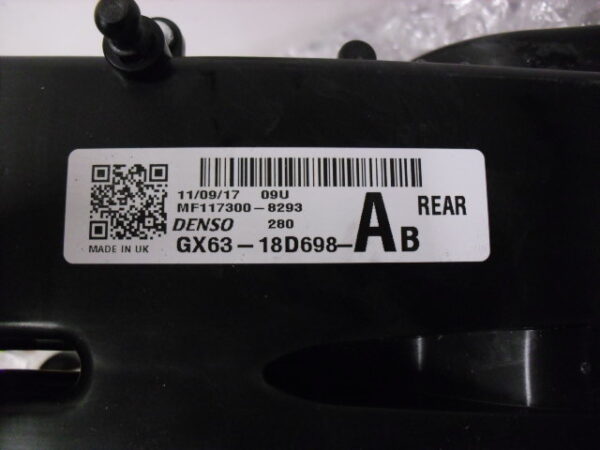 11/09/17 09U
MF117300-8293
DENSO 280
MADE IN UK
GX63-18D698-AB
REAR